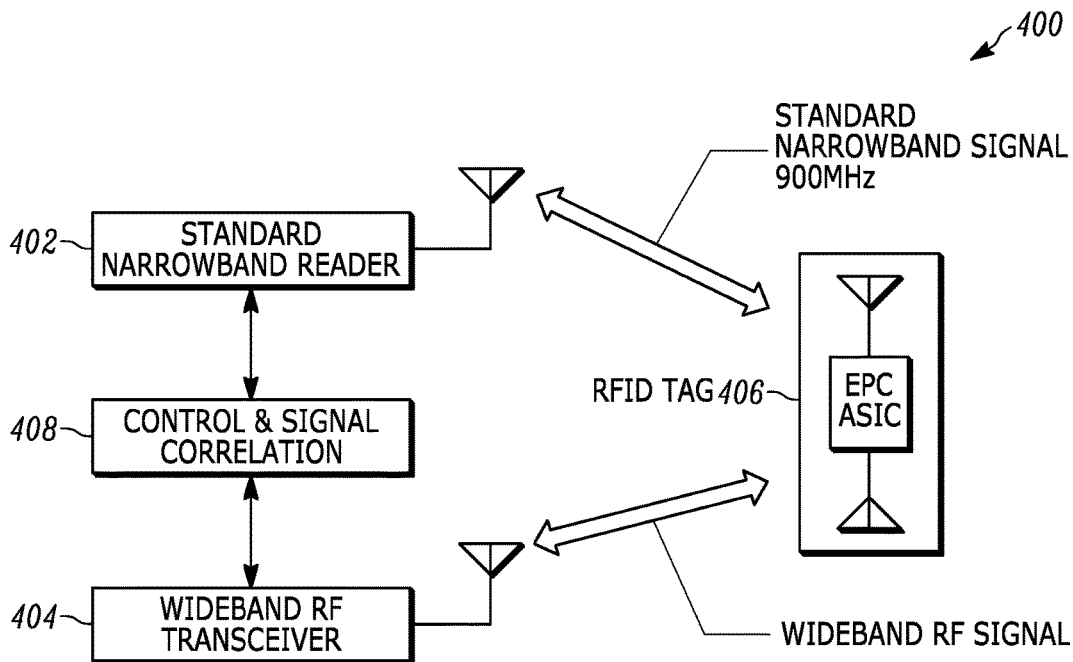 400
STANDARD
NARROWBAND SIGNAL
900MHz
402
STANDARD
NARROWBAND READER
RFID TAG 406
EPC
ASIC
408
CONTROL & SIGNAL
CORRELATION
404
WIDEBAND RF
TRANSCEIVER
WIDEBAND RF SIGNAL